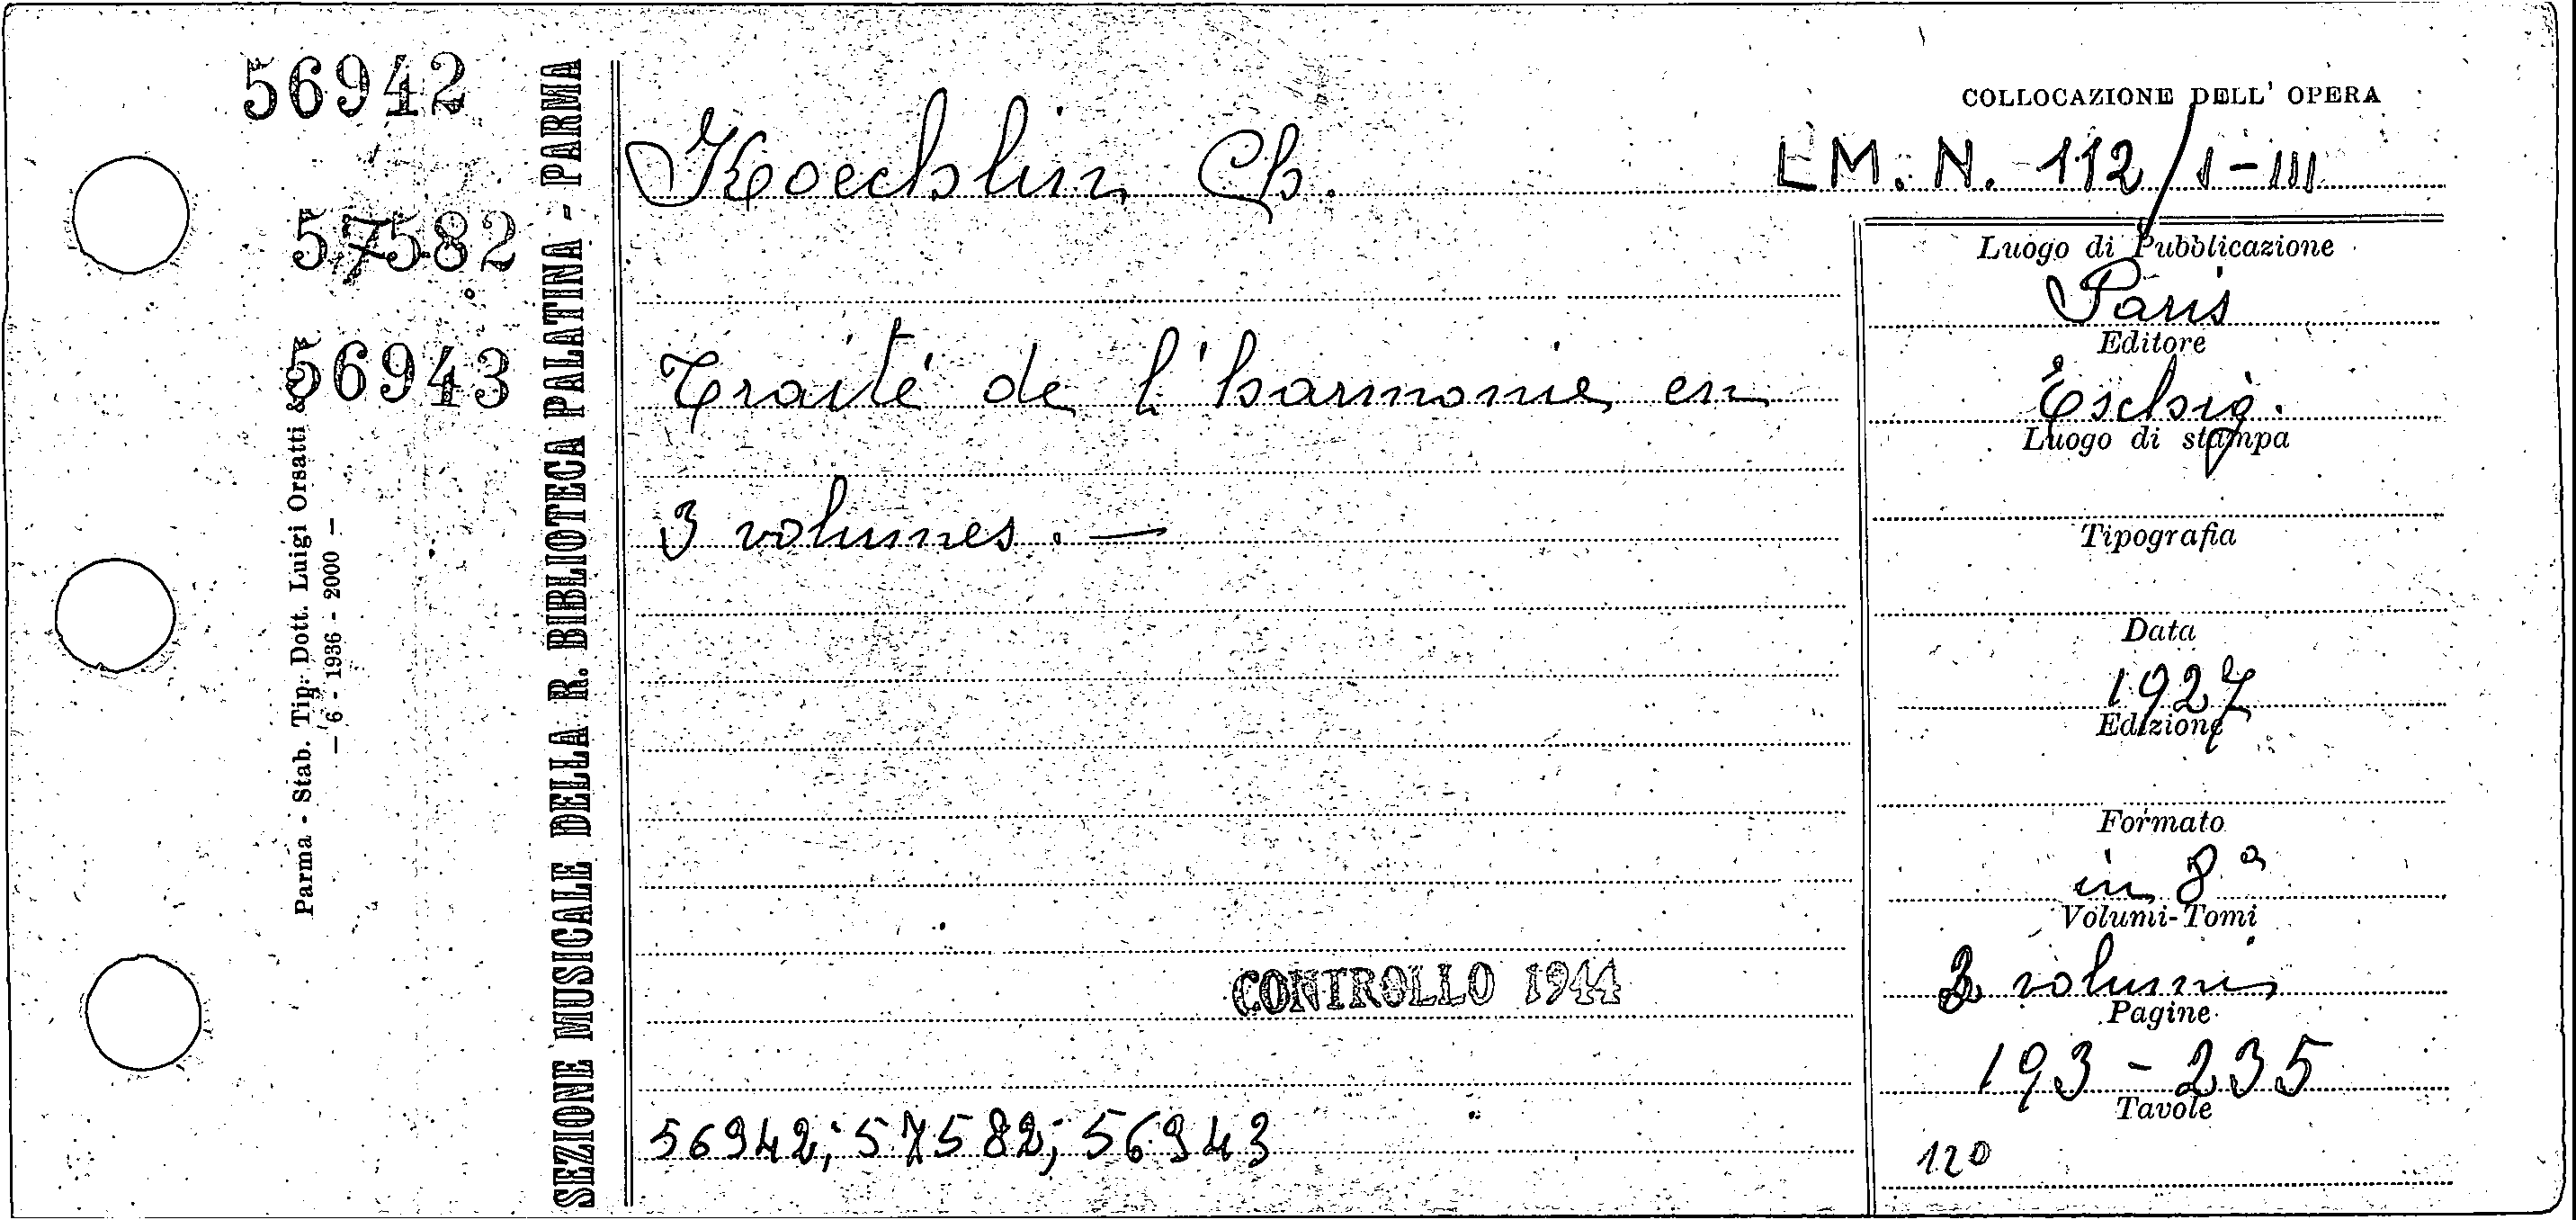 56942
57582
56943
Parma - Stab. Tip. Dott. Luigi Orsatti &
— 6 - 1936 - 2000 —
SEZIONE MUSICALE DELLA R. BIBLIOTECA PALATINA - PARMA
Koechlin Ch.
Traité de l'harmonie en
3 volumes. —
CONTROLLO 1944
56942; 57582; 56943
COLLOCAZIONE DELL' OPERA
LM. N. 112/I-III
Luogo di Pubblicazione
Paris
Editore
Eschig.
Luogo di stampa
Tipografia
Data
1927
Edizione
Formato
in 8º
Volumi-Tomi
3 volumi
Pagine
193 - 235
Tavole
120